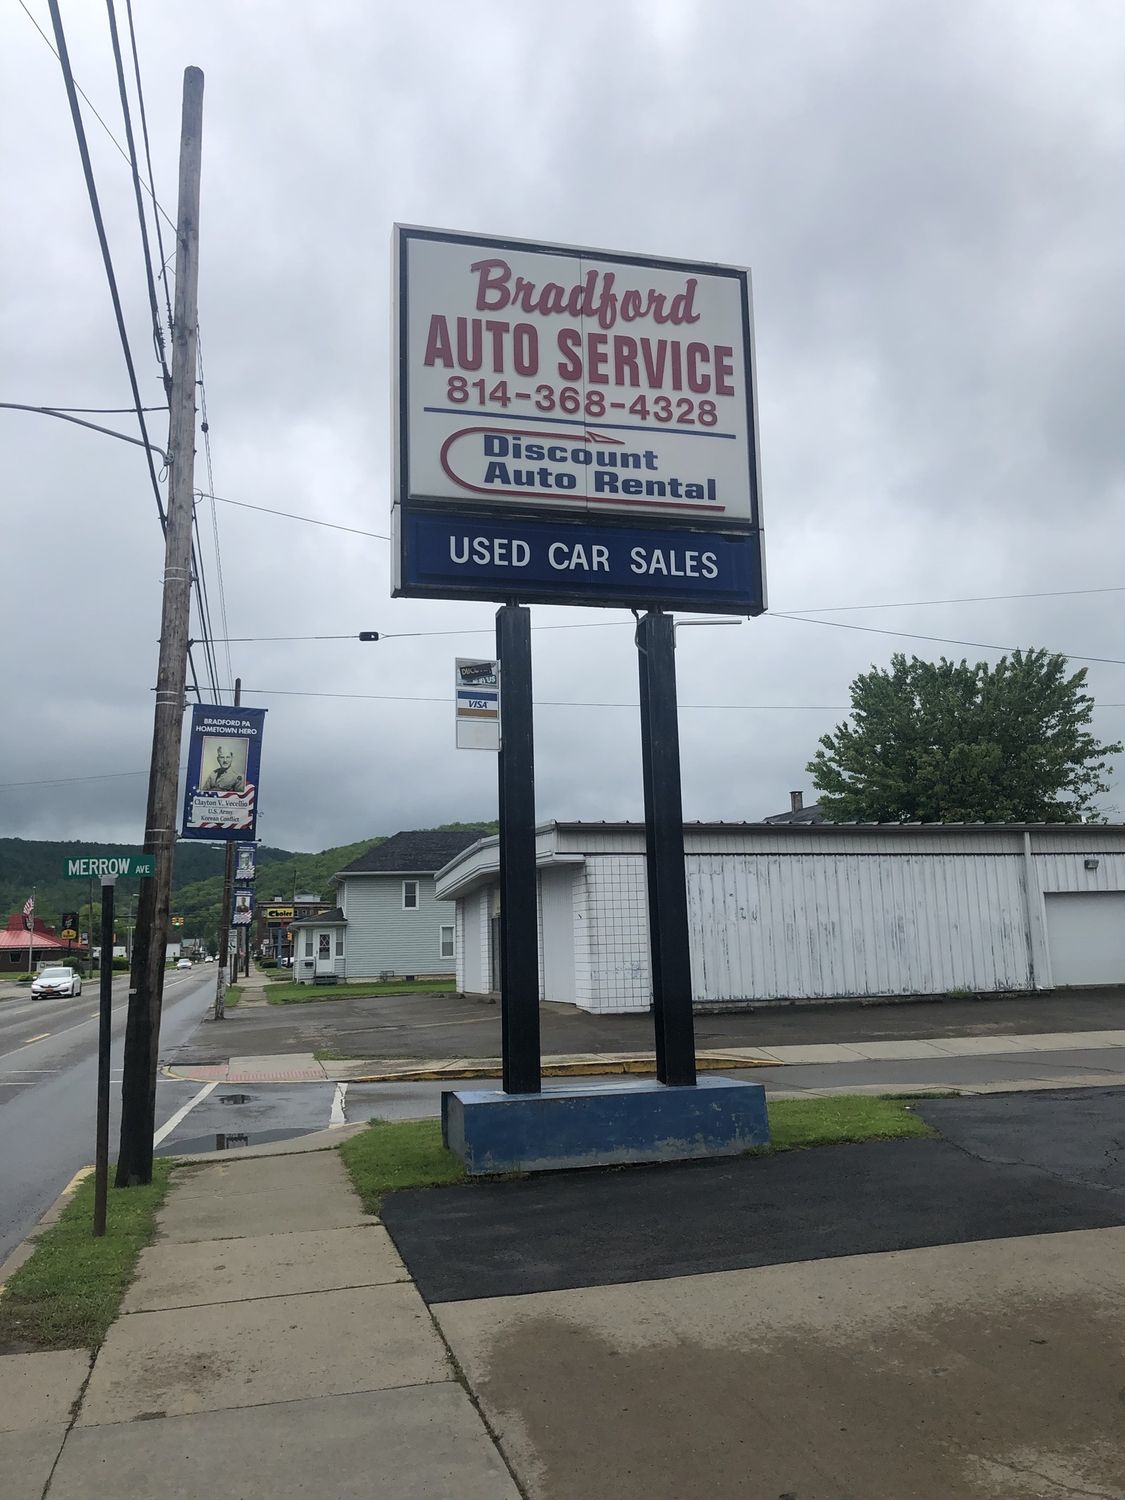 Bradford
AUTO SERVICE
814-368-4328
Discount
Auto Rental
USED CAR SALES
VISA
BRADFORD PA
HOMETOWN HERO
Clayton V. Vecellio
U.S. Army
Korean Conflict
MERROW AVE